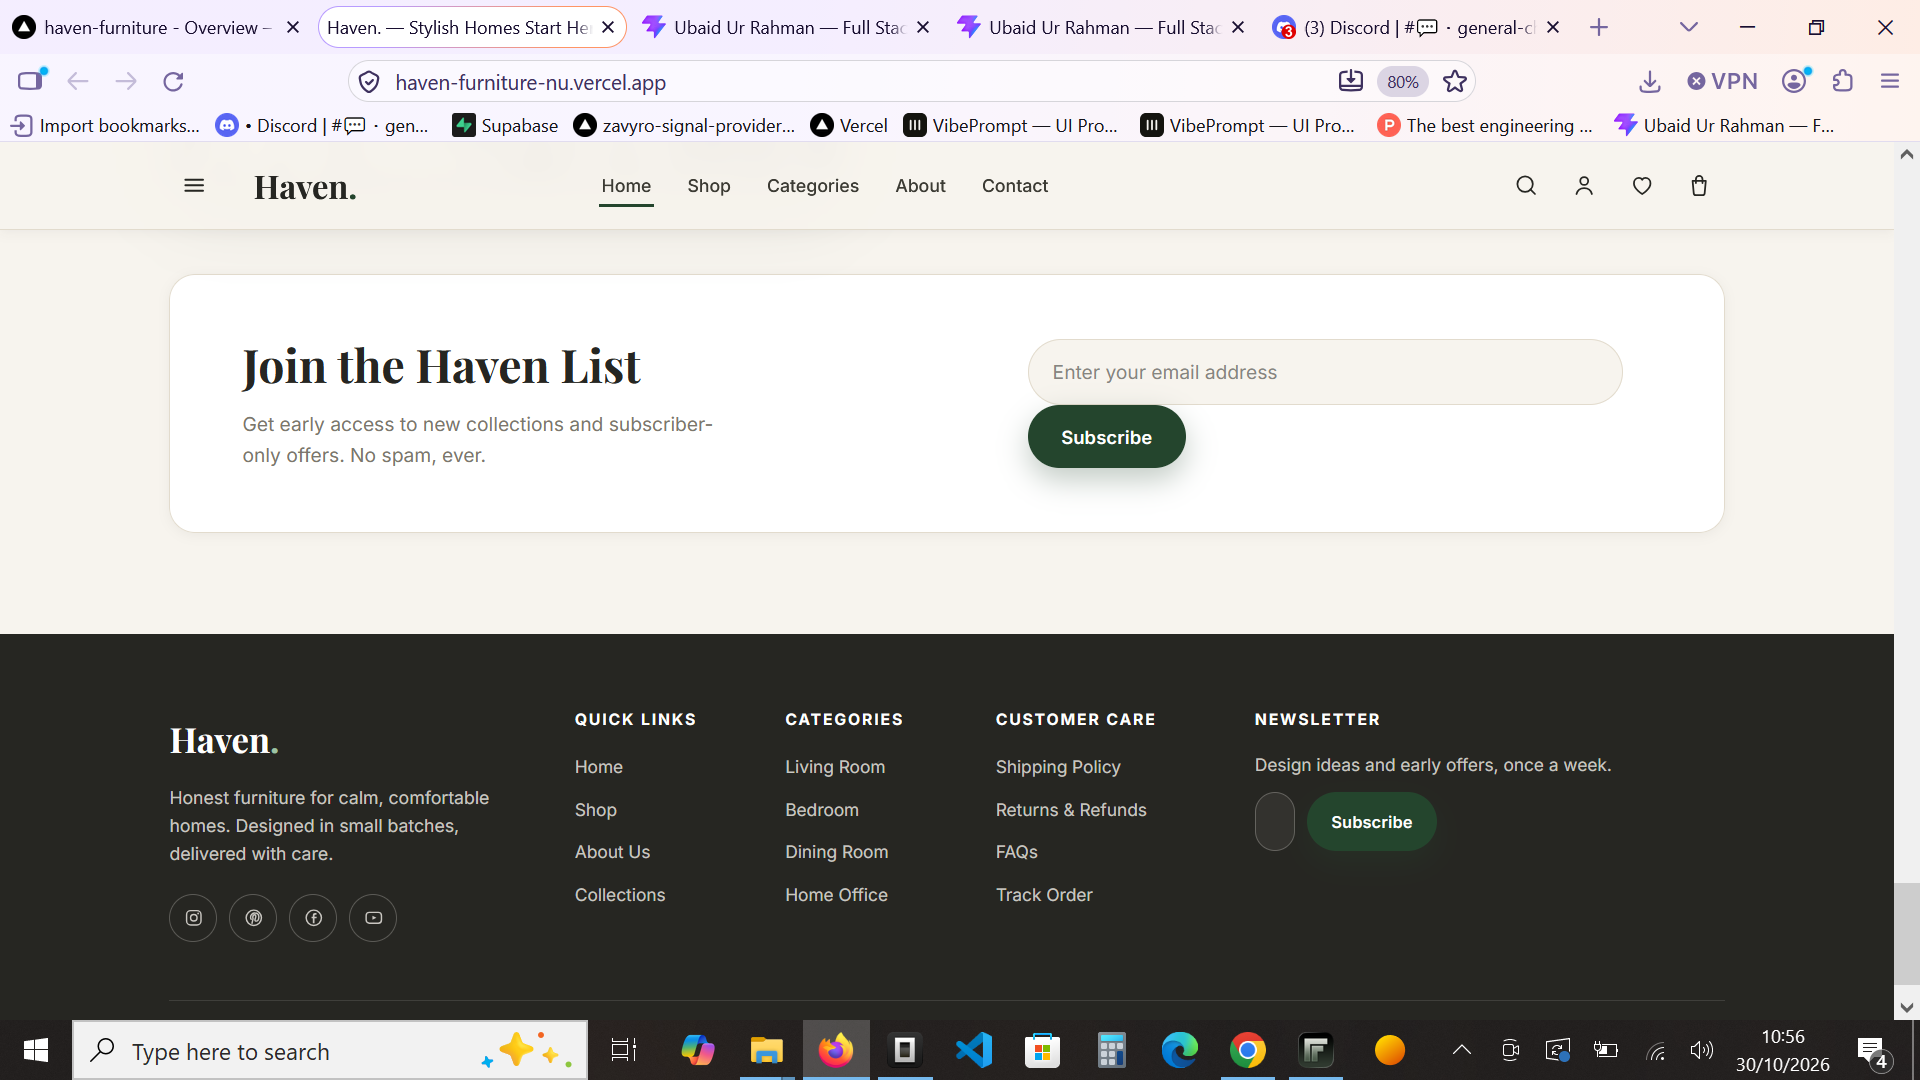 haven-furniture - Overview –
Haven. — Stylish Homes Start He
Ubaid Ur Rahman — Full Stac
Ubaid Ur Rahman — Full Stac
(3) Discord | #💬・general-c
haven-furniture-nu.vercel.app
80%
VPN
Import bookmarks...
• Discord | #💬・gen...
Supabase
zavyro-signal-provider...
Vercel
VibePrompt — UI Pro...
VibePrompt — UI Pro...
The best engineering ...
Ubaid Ur Rahman — F...
Haven.
Home
Shop
Categories
About
Contact
Join the Haven List
Get early access to new collections and subscriber-
only offers. No spam, ever.
Enter your email address
Subscribe
Haven.
Honest furniture for calm, comfortable
homes. Designed in small batches,
delivered with care.
QUICK LINKS
Home
Shop
About Us
Collections
CATEGORIES
Living Room
Bedroom
Dining Room
Home Office
CUSTOMER CARE
Shipping Policy
Returns & Refunds
FAQs
Track Order
NEWSLETTER
Design ideas and early offers, once a week.
Subscribe
Type here to search
10:56
30/10/2026
4